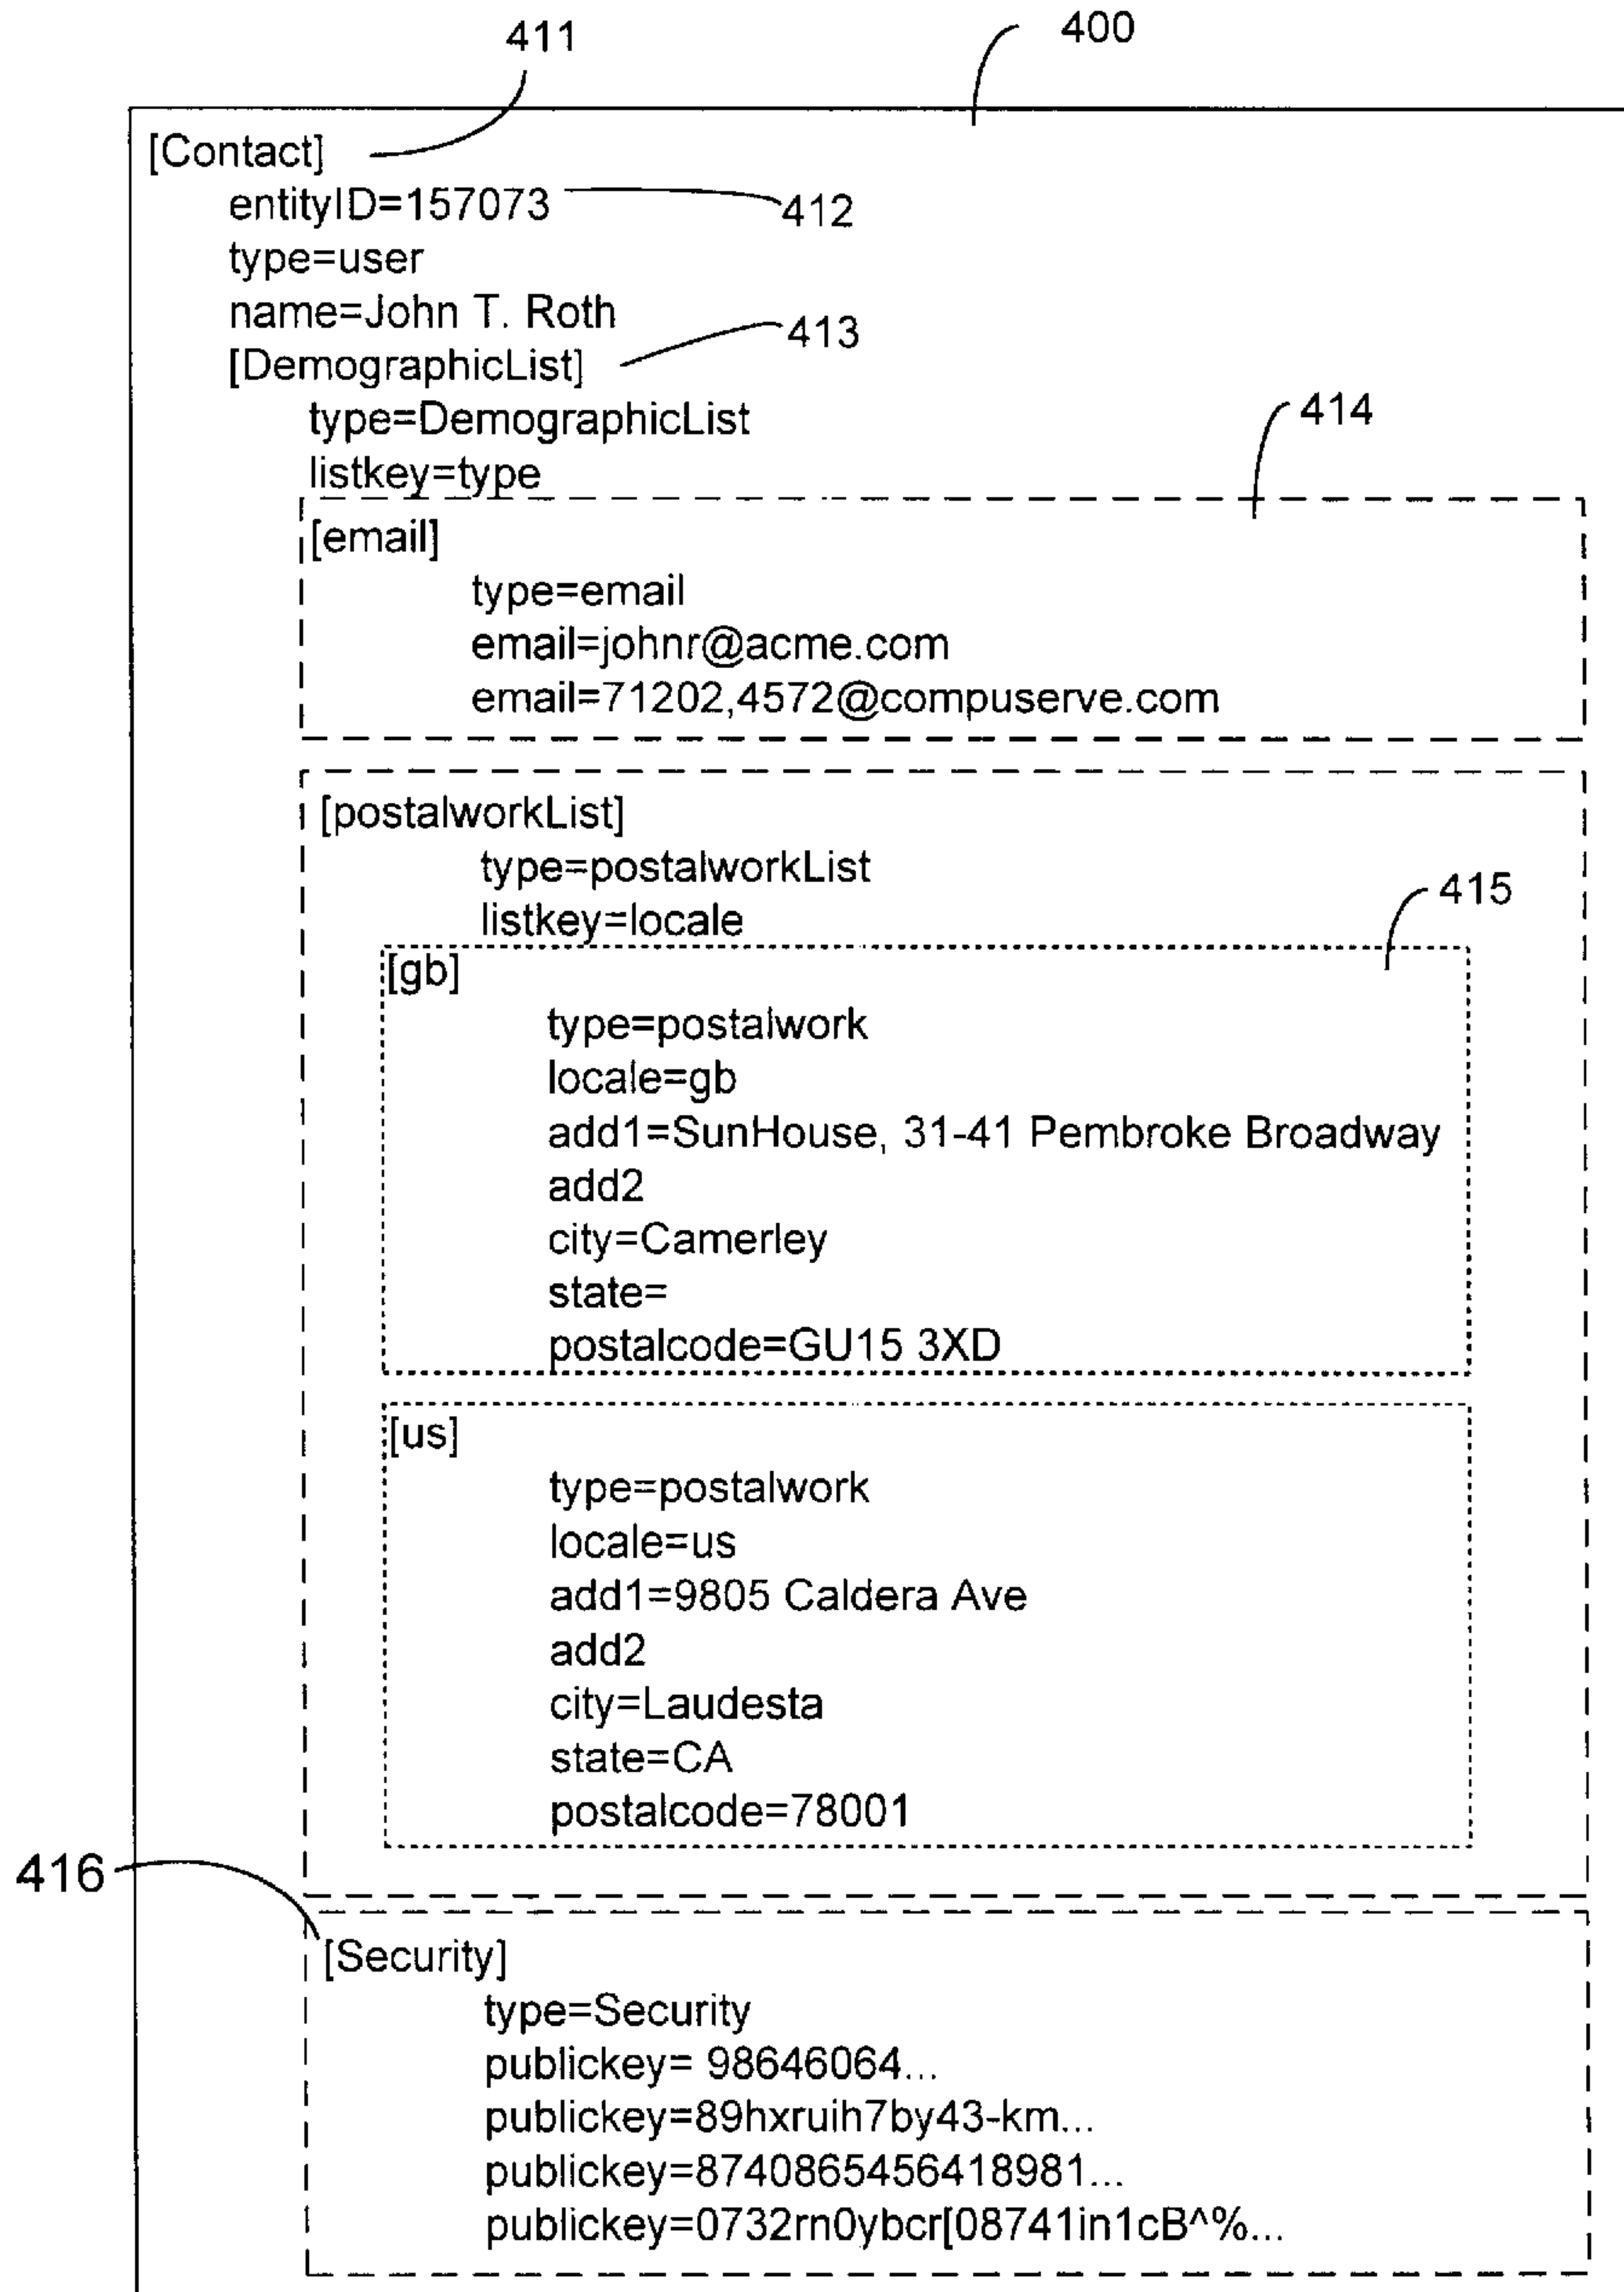 411
400
[Contact]
entityID=157073
412
type=user
name=John T. Roth
413
[DemographicList]
type=DemographicList
414
listkey=type
[email]
type=email
email=johnr@acme.com
email=71202,4572@compuserve.com
[postalworkList]
type=postalworkList
415
listkey=locale
[gb]
type=postalwork
locale=gb
add1=SunHouse, 31-41 Pembroke Broadway
add2
city=Camerley
state=
postalcode=GU15 3XD
[us]
type=postalwork
locale=us
add1=9805 Caldera Ave
add2
city=Laudesta
state=CA
postalcode=78001
416
[Security]
type=Security
publickey= 98646064...
publickey=89hxruih7by43-km...
publickey=8740865456418981...
publickey=0732rn0ybcr[08741in1cB^%...